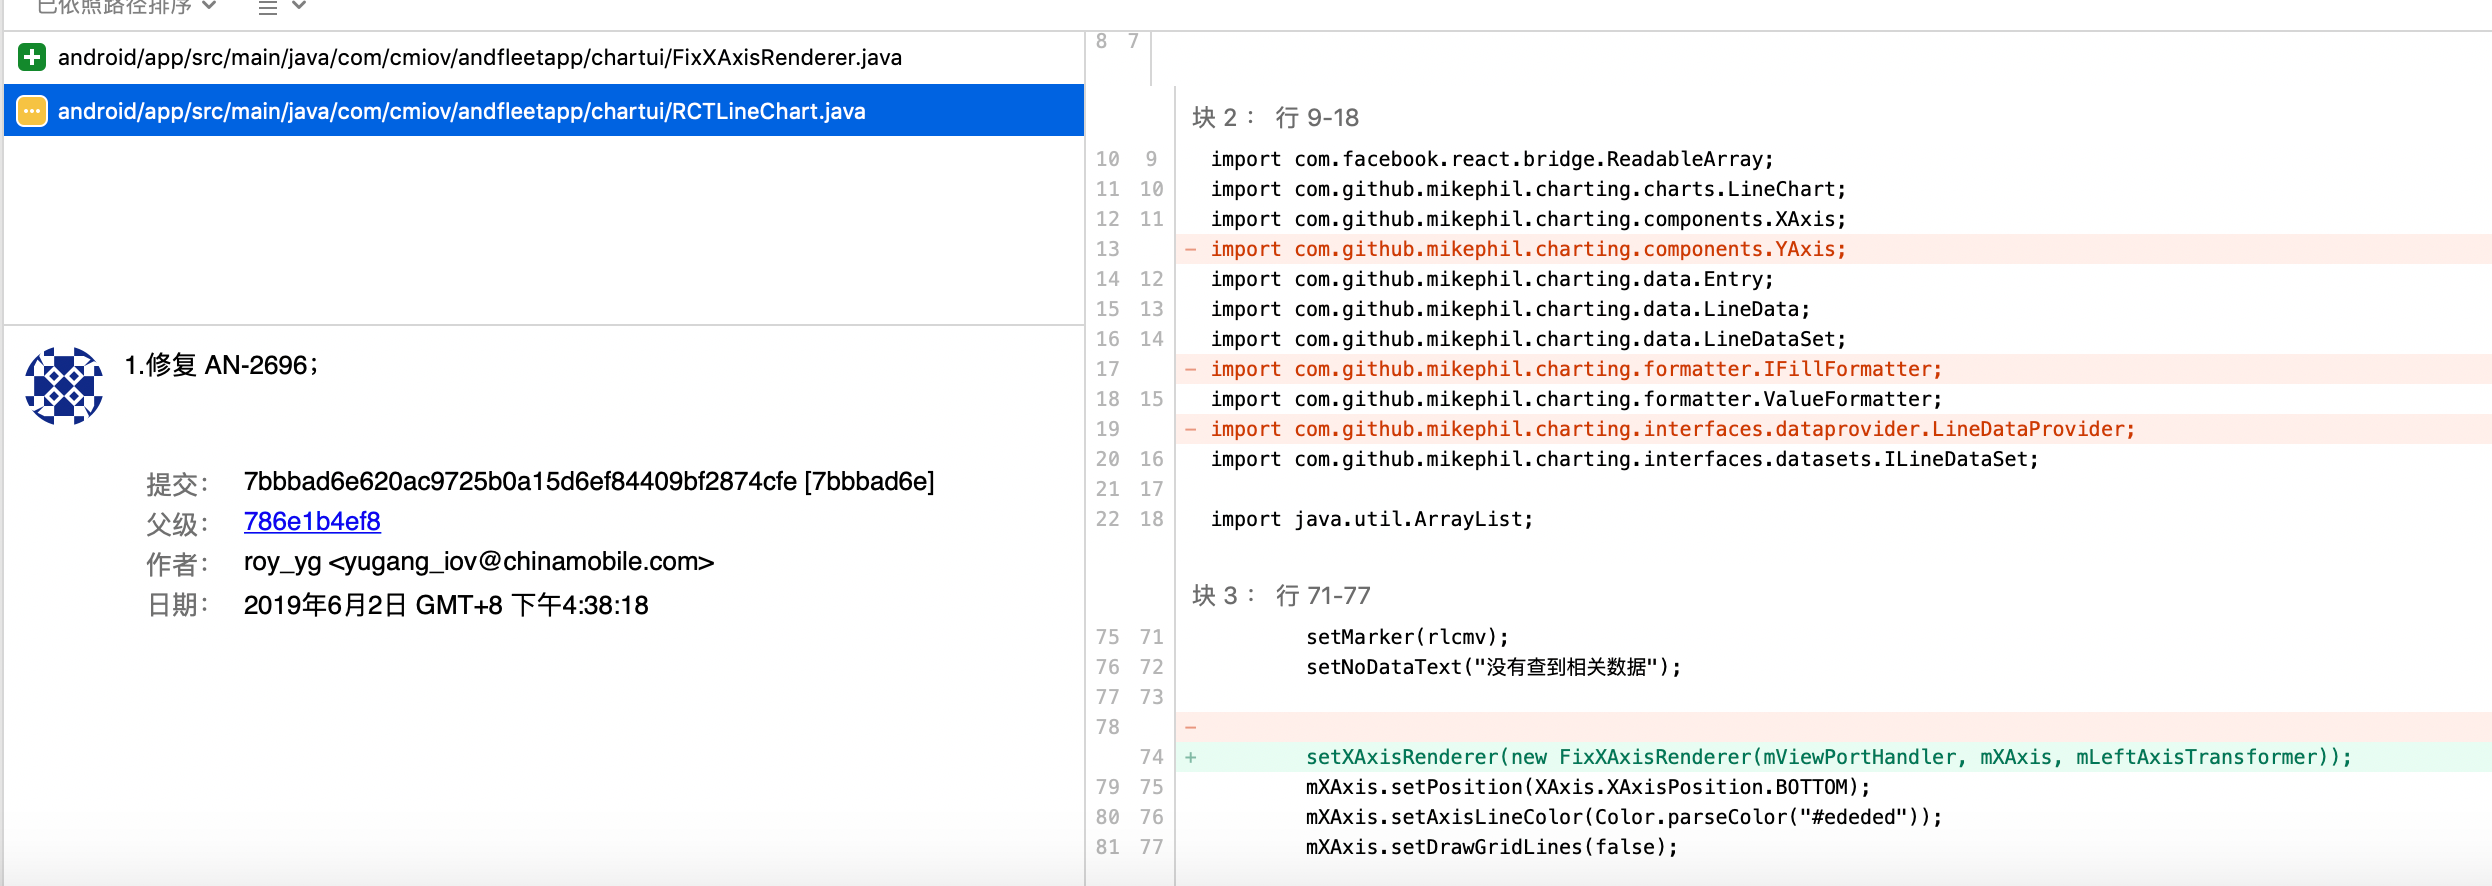 已依照路径排序
android/app/src/main/java/com/cmiov/andfleetapp/chartui/FixXAxisRenderer.java
android/app/src/main/java/com/cmiov/andfleetapp/chartui/RCTLineChart.java
1.修复 AN-2696；
提交： 7bbbad6e620ac9725b0a15d6ef84409bf2874cfe [7bbbad6e]
父级： 786e1b4ef8
作者： roy_yg <yugang_iov@chinamobile.com>
日期： 2019年6月2日 GMT+8 下午4:38:18
8 7
块 2： 行 9-18
10 9 import com.facebook.react.bridge.ReadableArray;
11 10 import com.github.mikephil.charting.charts.LineChart;
12 11 import com.github.mikephil.charting.components.XAxis;
13 - import com.github.mikephil.charting.components.YAxis;
14 12 import com.github.mikephil.charting.data.Entry;
15 13 import com.github.mikephil.charting.data.LineData;
16 14 import com.github.mikephil.charting.data.LineDataSet;
17 - import com.github.mikephil.charting.formatter.IFillFormatter;
18 15 import com.github.mikephil.charting.formatter.ValueFormatter;
19 - import com.github.mikephil.charting.interfaces.dataprovider.LineDataProvider;
20 16 import com.github.mikephil.charting.interfaces.datasets.ILineDataSet;
21 17
22 18 import java.util.ArrayList;
块 3： 行 71-77
75 71 setMarker(rlcmv);
76 72 setNoDataText("没有查到相关数据");
77 73
78 -
74 + setXAxisRenderer(new FixXAxisRenderer(mViewPortHandler, mXAxis, mLeftAxisTransformer));
79 75 mXAxis.setPosition(XAxis.XAxisPosition.BOTTOM);
80 76 mXAxis.setAxisLineColor(Color.parseColor("#ededed"));
81 77 mXAxis.setDrawGridLines(false);